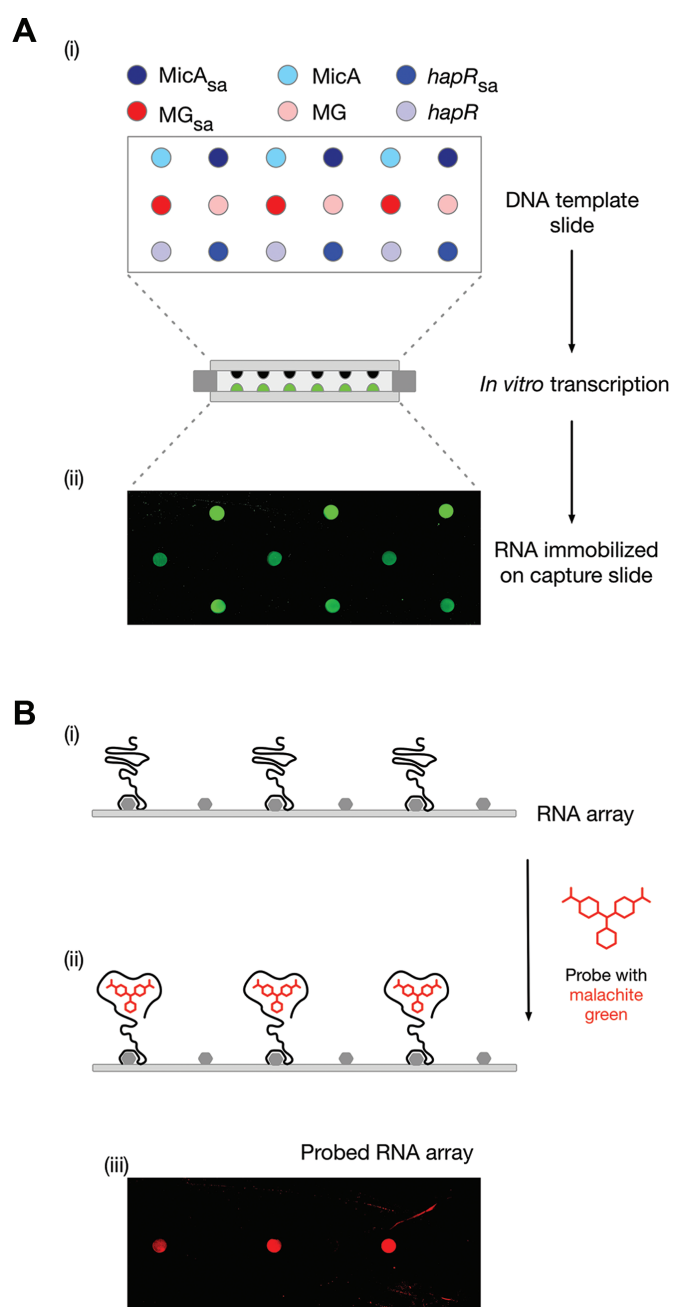 A
(i)
MicAsa
MicA
hapRsa
MGsa
MG
hapR
DNA template
slide
In vitro transcription
(ii)
RNA immobilized
on capture slide
B
(i)
RNA array
Probe with
malachite
green
(ii)
Probed RNA array
(iii)